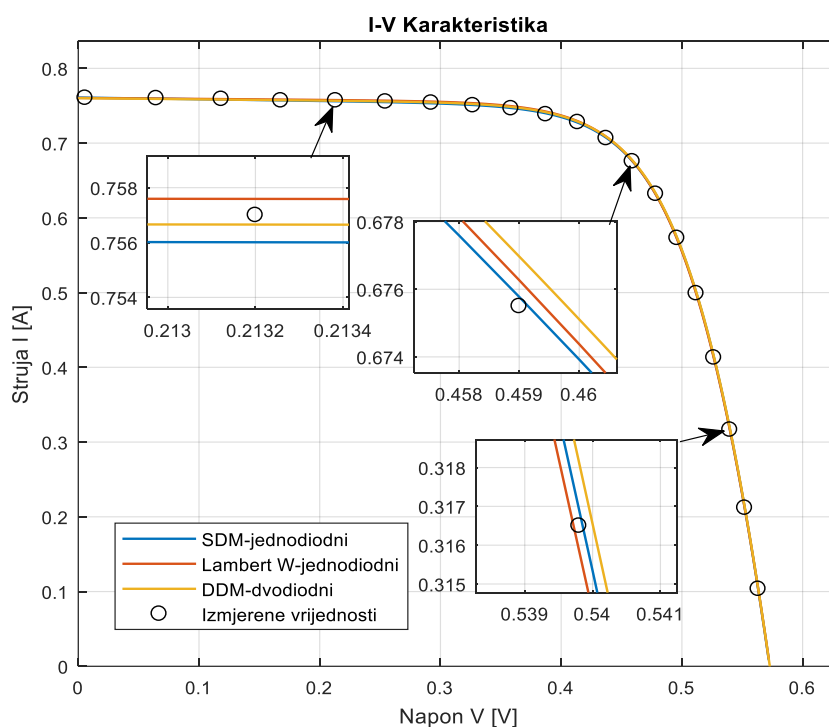 I-V Karakteristika
Struja I [A]
0.8
0.7
0.6
0.5
0.4
0.3
0.2
0.1
0
0.758
0.756
0.754
0.213 0.2132 0.2134
0.678
0.676
0.674
0.458 0.459 0.46
0.318
0.317
0.316
0.315
0.539 0.54 0.541
SDM-jednodiodni
Lambert W-jednodiodni
DDM-dvodiodni
Izmjerene vrijednosti
0 0.1 0.2 0.3 0.4 0.5 0.6
Napon V [V]